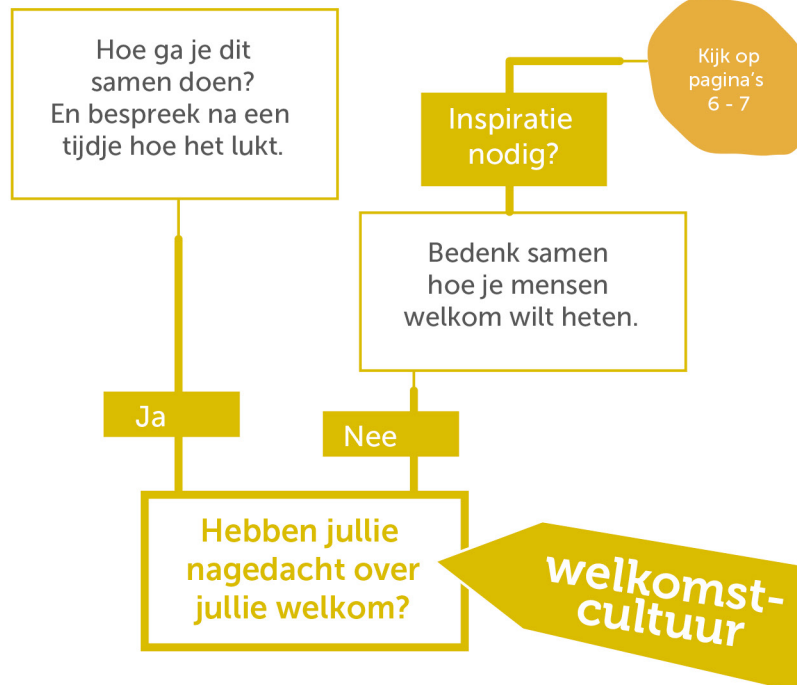 Hoe ga je dit
samen doen?
En bespreek na een
tijdje hoe het lukt.
Kijk op
pagina's
6 - 7
Inspiratie
nodig?
Bedenk samen
hoe je mensen
welkom wilt heten.
Ja
Nee
Hebben jullie
nagedacht over
jullie welkom?
welkomst-
cultuur